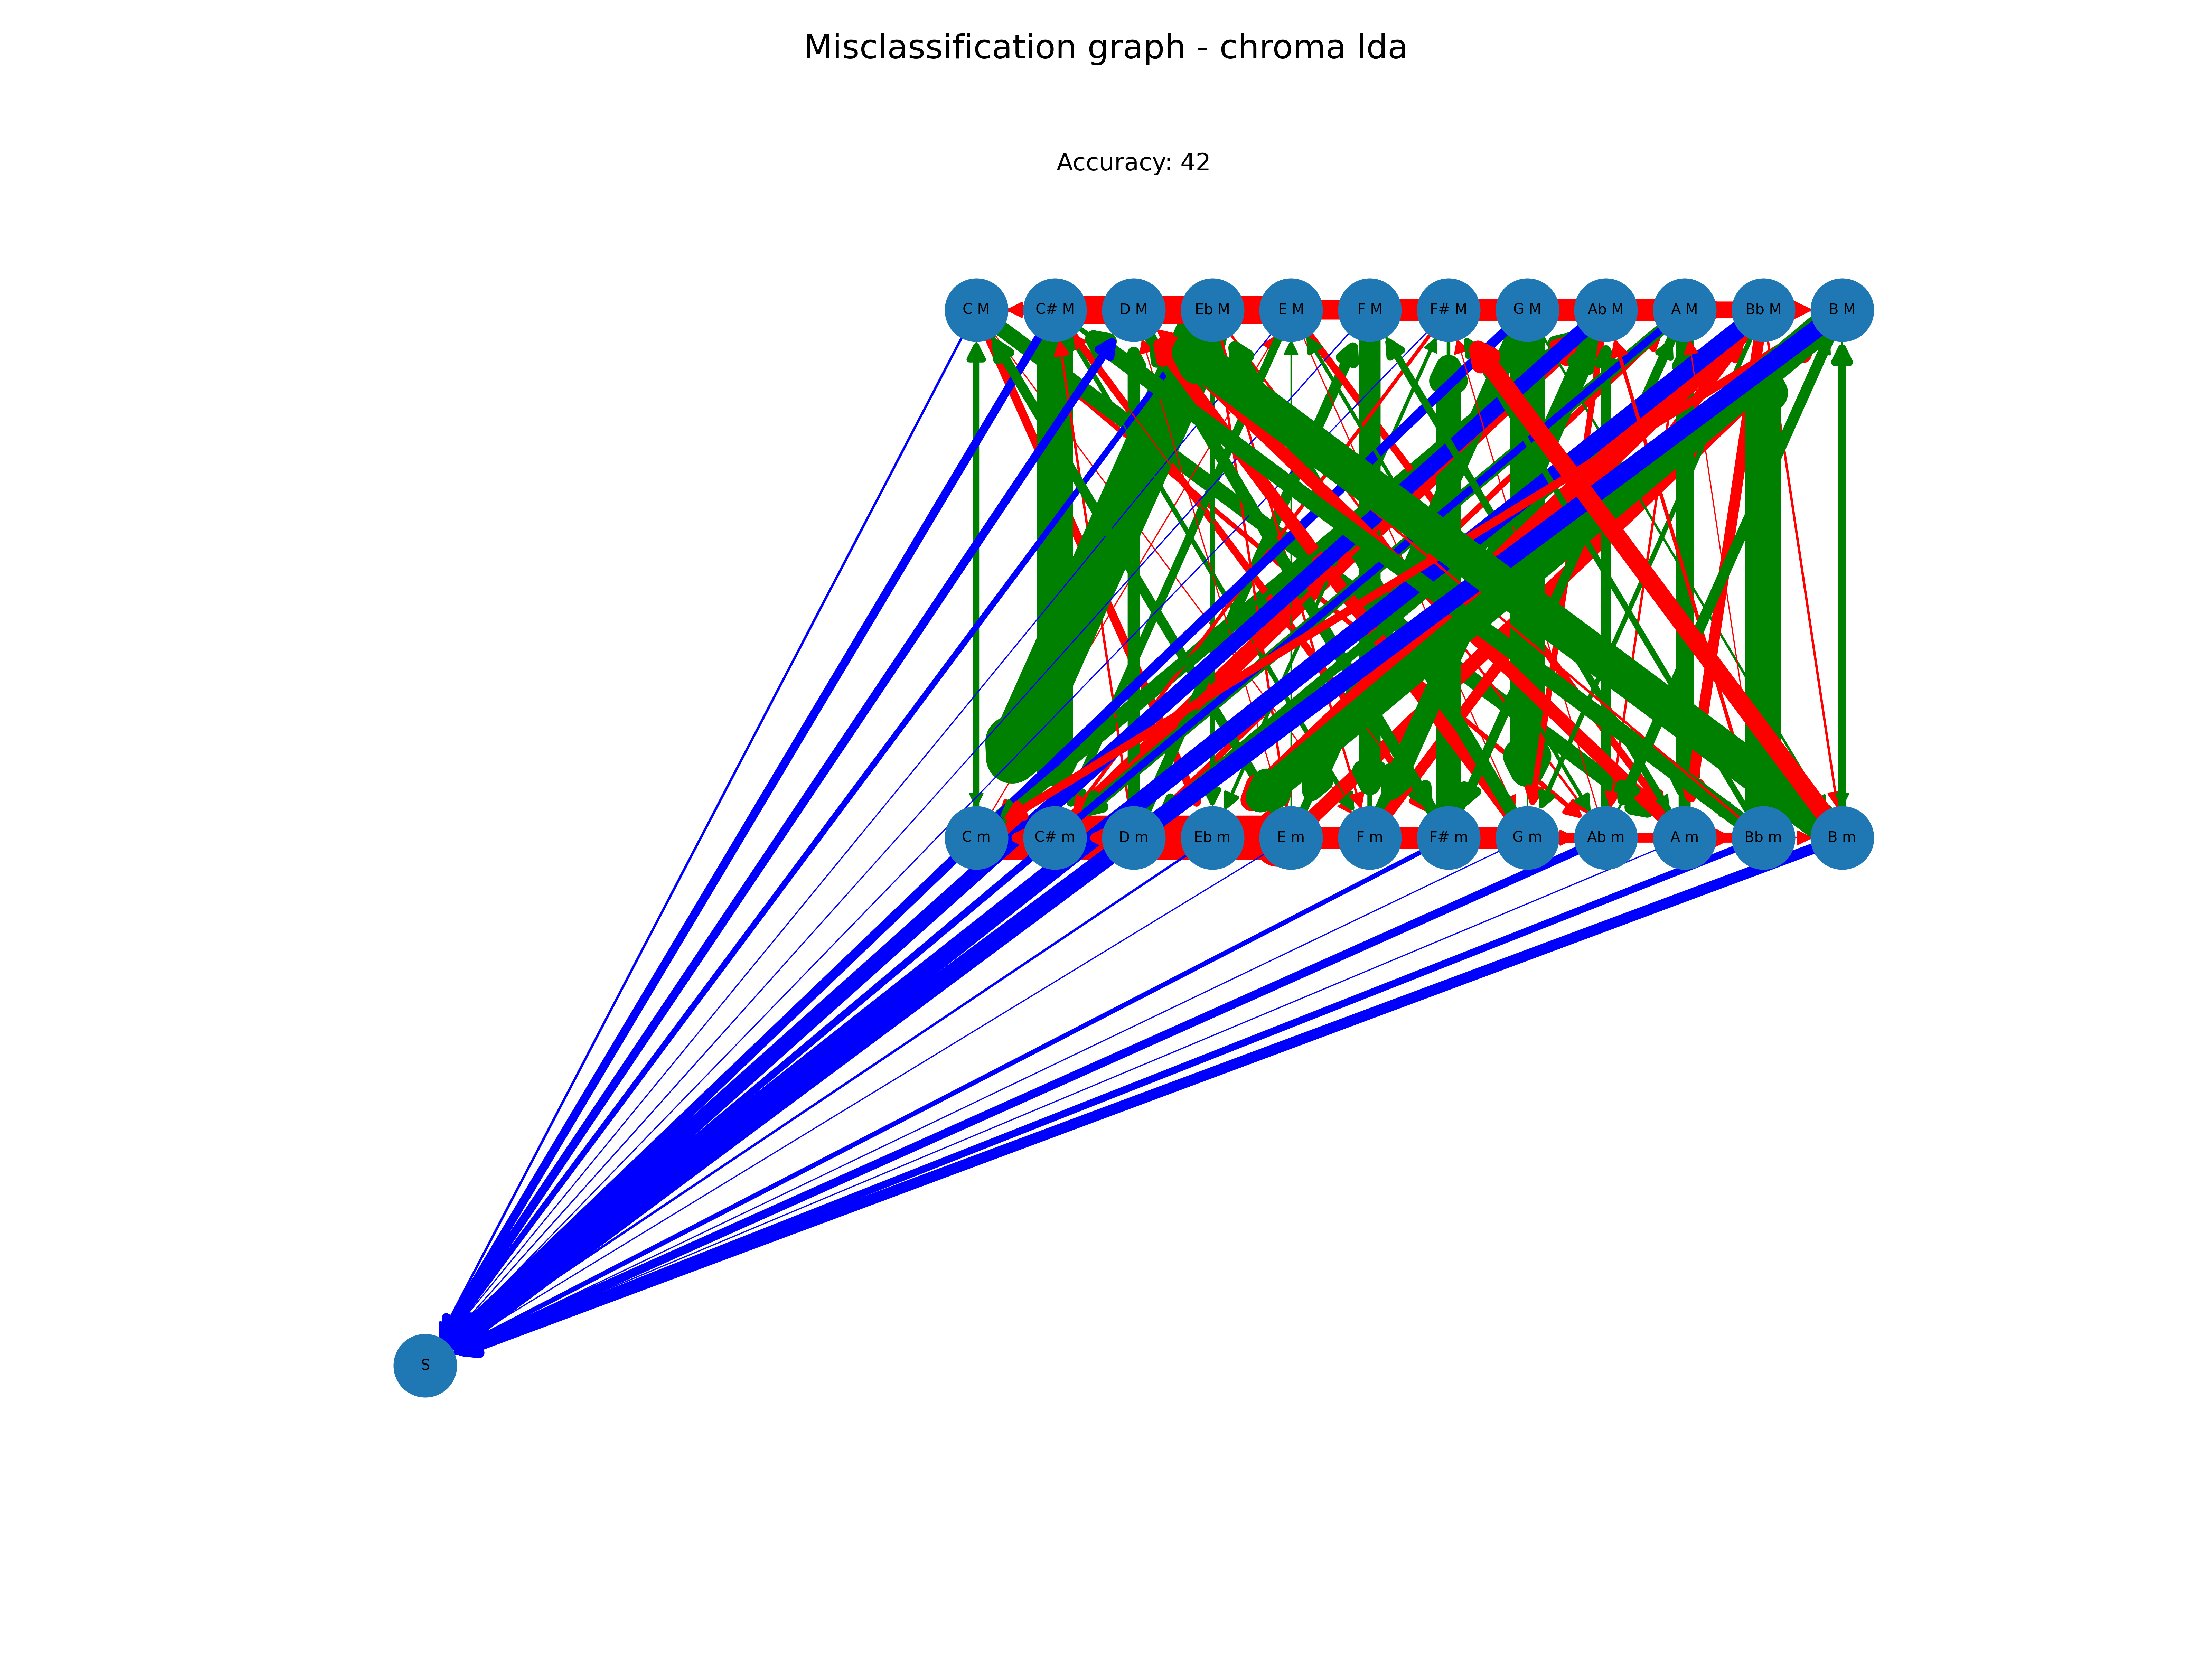 Misclassification graph - chroma lda
Accuracy: 42
C M C# M D M Eb M E M F M F# M G M Ab M A M Bb M B M
C m C# m D m Eb m E m F m F# m G m Ab m A m Bb m B m
S